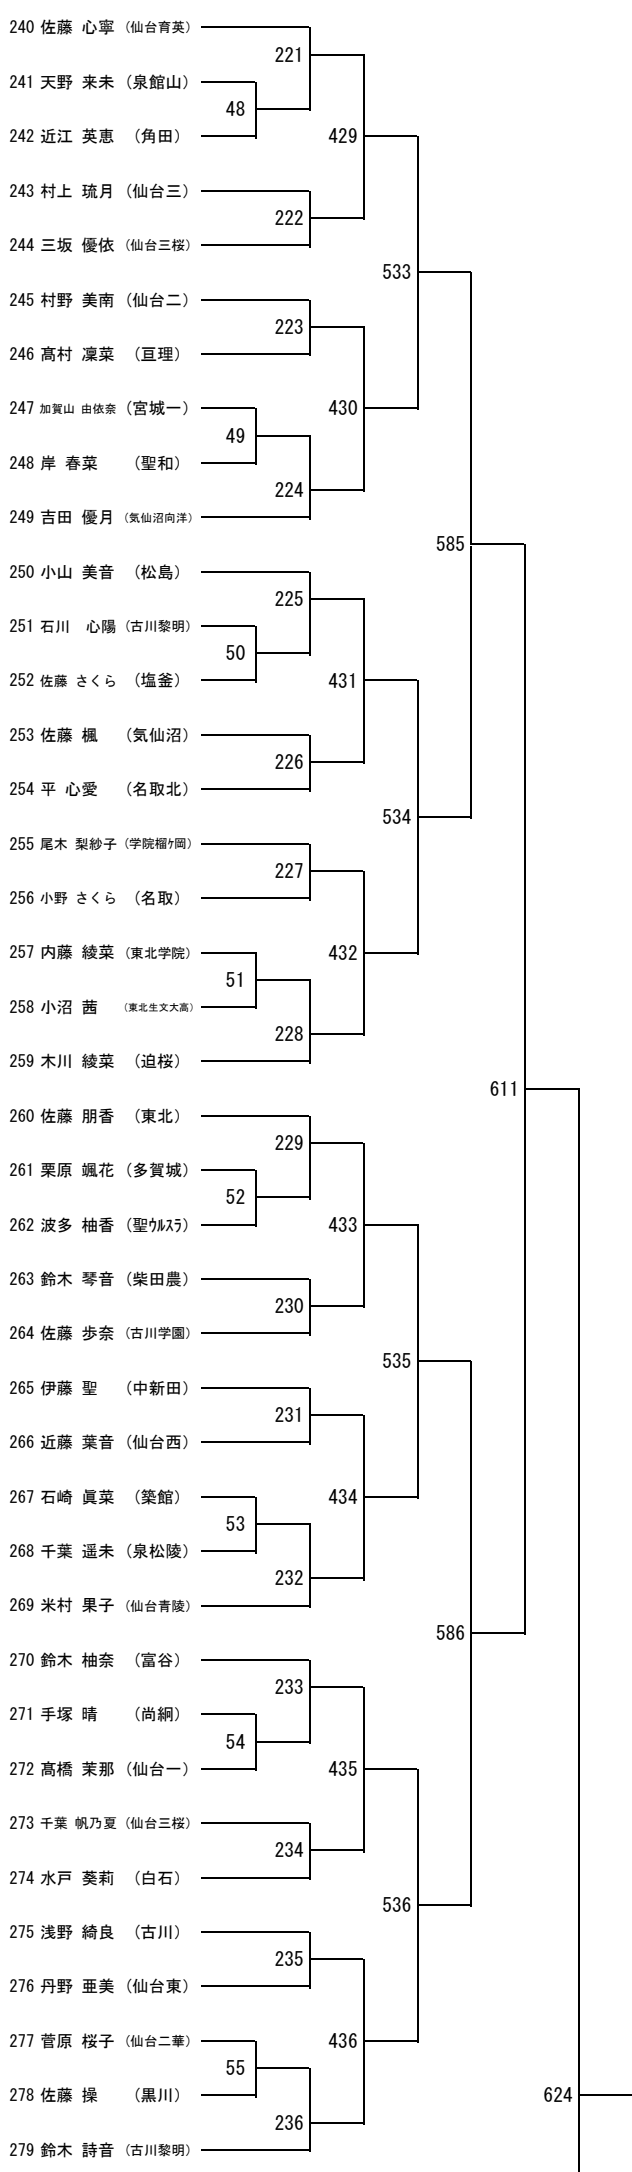 240 佐藤 心寧 (仙台育英)
221
241 天野 来未 (泉館山)
48
242 近江 英恵 (角田)
429
243 村上 琉月 (仙台三)
222
244 三坂 優依 (仙台三桜)
533
245 村野 美南 (仙台二)
223
246 髙村 凜菜 (亘理)
247 加賀山 由依奈 (宮城一)
430
49
248 岸 春菜 (聖和)
224
249 吉田 優月 (気仙沼向洋)
585
250 小山 美音 (松島)
225
251 石川 心陽 (古川黎明)
50
252 佐藤 さくら (塩釜)
431
253 佐藤 楓 (気仙沼)
226
254 平 心愛 (名取北)
534
255 尾木 梨紗子 (学院榴ケ岡)
227
256 小野 さくら (名取)
257 内藤 綾菜 (東北学院)
432
51
258 小沼 茜 (東北生文大高)
228
259 木川 綾菜 (迫桜)
611
260 佐藤 朋香 (東北)
229
261 栗原 颯花 (多賀城)
52
262 波多 柚香 (聖ウルスラ)
433
263 鈴木 琴音 (柴田農)
230
264 佐藤 歩奈 (古川学園)
535
265 伊藤 聖 (中新田)
231
266 近藤 葉音 (仙台西)
267 石崎 眞菜 (築館)
434
53
268 千葉 遥未 (泉松陵)
232
269 米村 果子 (仙台青陵)
586
270 鈴木 柚奈 (富谷)
233
271 手塚 晴 (尚絅)
54
272 髙橋 茉那 (仙台一)
435
273 千葉 帆乃夏 (仙台三桜)
234
274 水戸 葵莉 (白石)
536
275 浅野 綺良 (古川)
235
276 丹野 亜美 (仙台東)
277 菅原 桜子 (仙台二華)
436
55
278 佐藤 操 (黒川)
624
236
279 鈴木 詩音 (古川黎明)